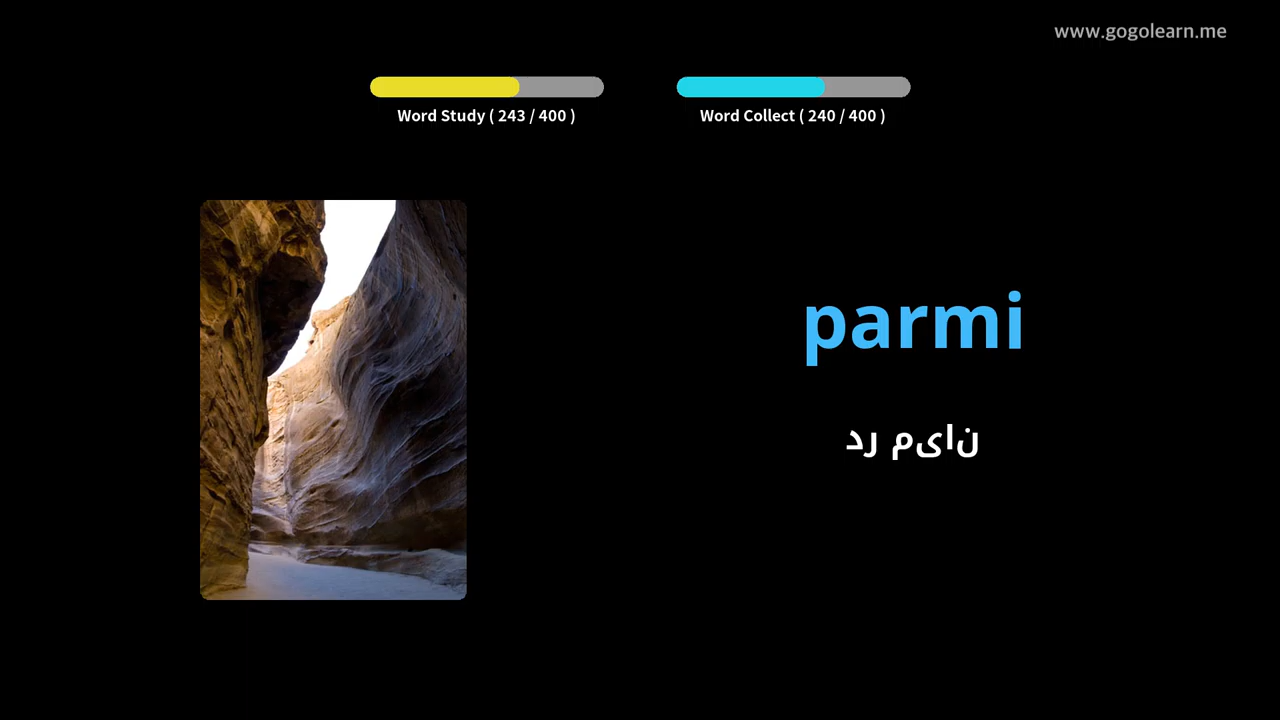 www.gogolearn.me
Word Study ( 243 / 400 )
Word Collect ( 240 / 400 )
parmi
در میان